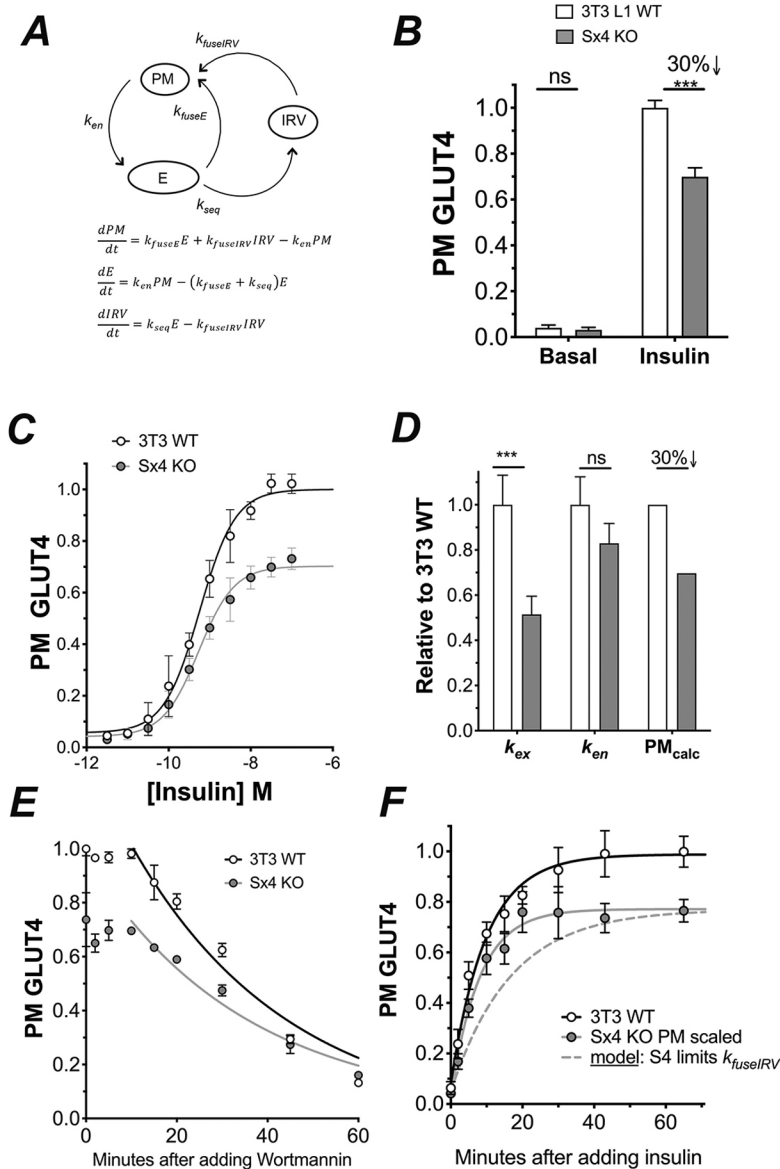 A
k_fuseIRV
PM
k_en
k_fuseE
IRV
E
k_seq
dPM/dt = k_fuseE E + k_fuseIRV IRV − k_en PM
dE/dt = k_en PM − (k_fuseE + k_seq)E
dIRV/dt = k_seq E − k_fuseIRV IRV
B
3T3 L1 WT
Sx4 KO
30%↓
ns
***
1.0
0.8
0.6
0.4
0.2
0.0
PM GLUT4
Basal
Insulin
C
3T3 WT
Sx4 KO
1.0
0.8
0.6
0.4
0.2
0.0
PM GLUT4
-12
-10
-8
-6
[Insulin] M
D
***
ns
30%↓
1.0
0.8
0.6
0.4
0.2
0.0
Relative to 3T3 WT
k_ex
k_en
PM_calc
E
3T3 WT
Sx4 KO
1.0
0.8
0.6
0.4
0.2
0.0
PM GLUT4
0
20
40
60
Minutes after adding Wortmannin
F
1.0
0.8
0.6
0.4
0.2
0.0
PM GLUT4
3T3 WT
Sx4 KO PM scaled
model: S4 limits k_fuseIRV
0
20
40
60
Minutes after adding insulin